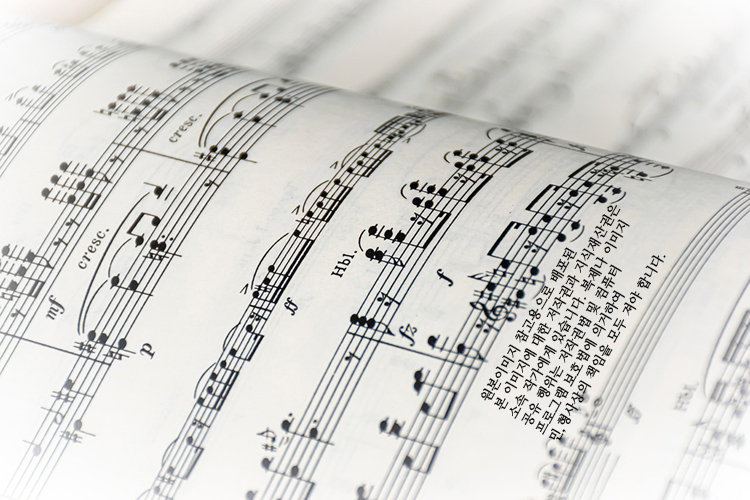 cresc.
cresc.
mf
p
ff
Hbl.
f
fz
원본이미지 참고용으로 배포된
본 이미지에 대한 저작권과 지식재산권은
소속 작가에게 있습니다. 복제나 이미지
공유 행위는 저작권법 및 컴퓨터
프로그램 보호법에 의거하여
민,형사상의 책임을 모두 져야 합니다.
ff
Hbl.